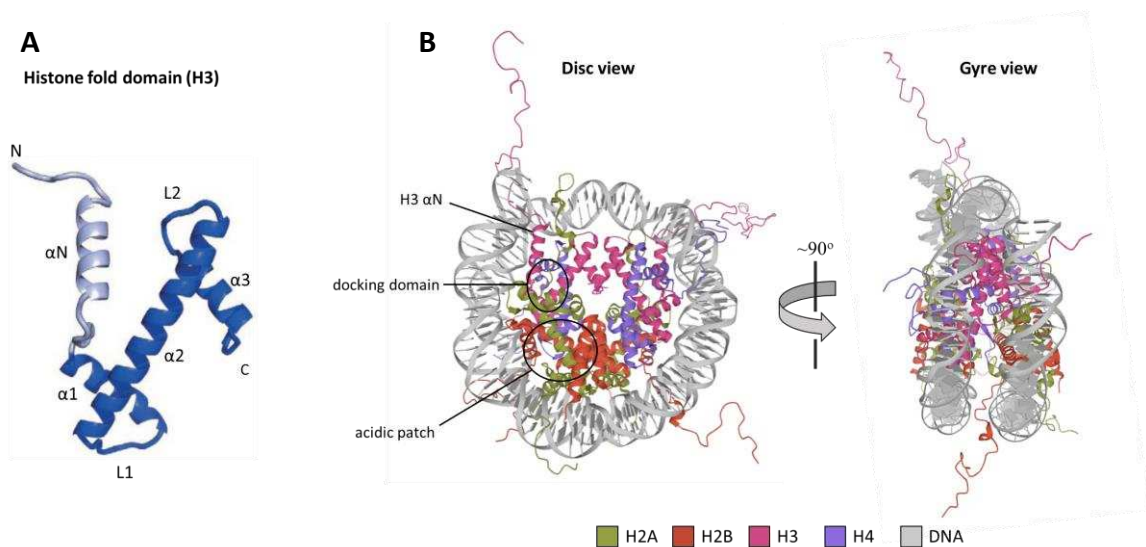 A
Histone fold domain (H3)
N
L2
αN
α3
α2
α1
C
L1
B
Disc view
Gyre view
H3 αN
docking domain
acidic patch
~90°
H2A
H2B
H3
H4
DNA